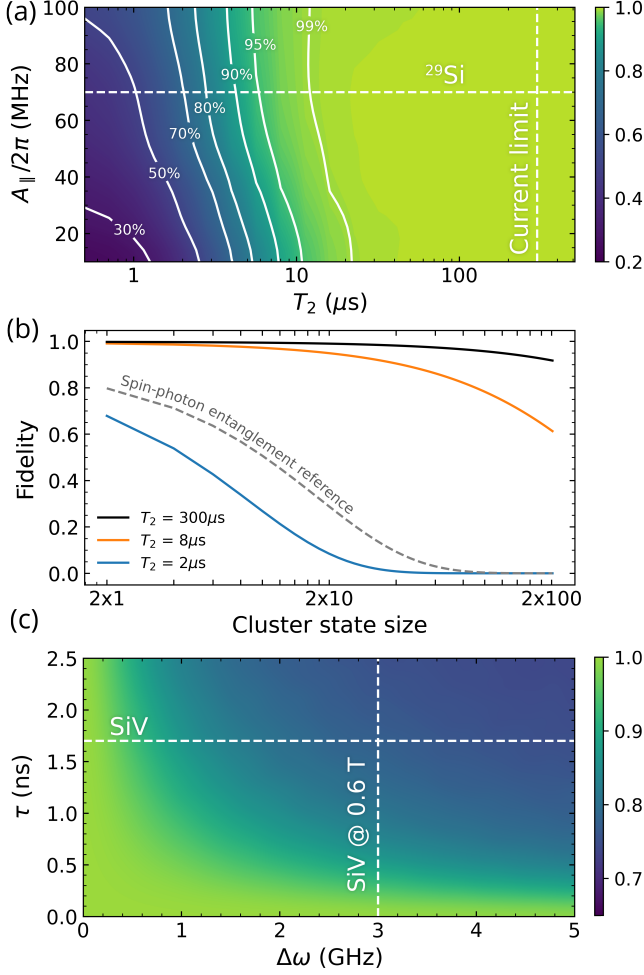 (a)
100
80
60
40
20
A∥/2π (MHz)
99%
95%
90%
80%
70%
50%
30%
²⁹Si
Current limit
1
10
100
T₂ (μs)
1.0
0.8
0.6
0.4
0.2
(b)
1.0
0.8
0.6
0.4
0.2
0.0
Fidelity
Spin-photon entanglement reference
T₂ = 300μs
T₂ = 8μs
T₂ = 2μs
2x1
2x10
2x100
Cluster state size
(c)
2.5
2.0
1.5
1.0
0.5
0.0
τ (ns)
SiV
SiV @ 0.6 T
0
1
2
3
4
5
Δω (GHz)
1.0
0.9
0.8
0.7